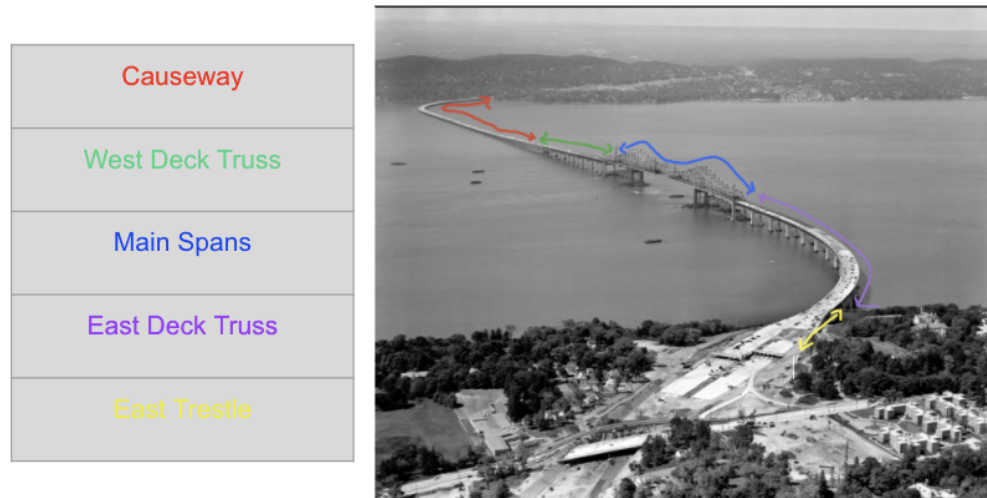 Causeway
West Deck Truss
Main Spans
East Deck Truss
East Trestle